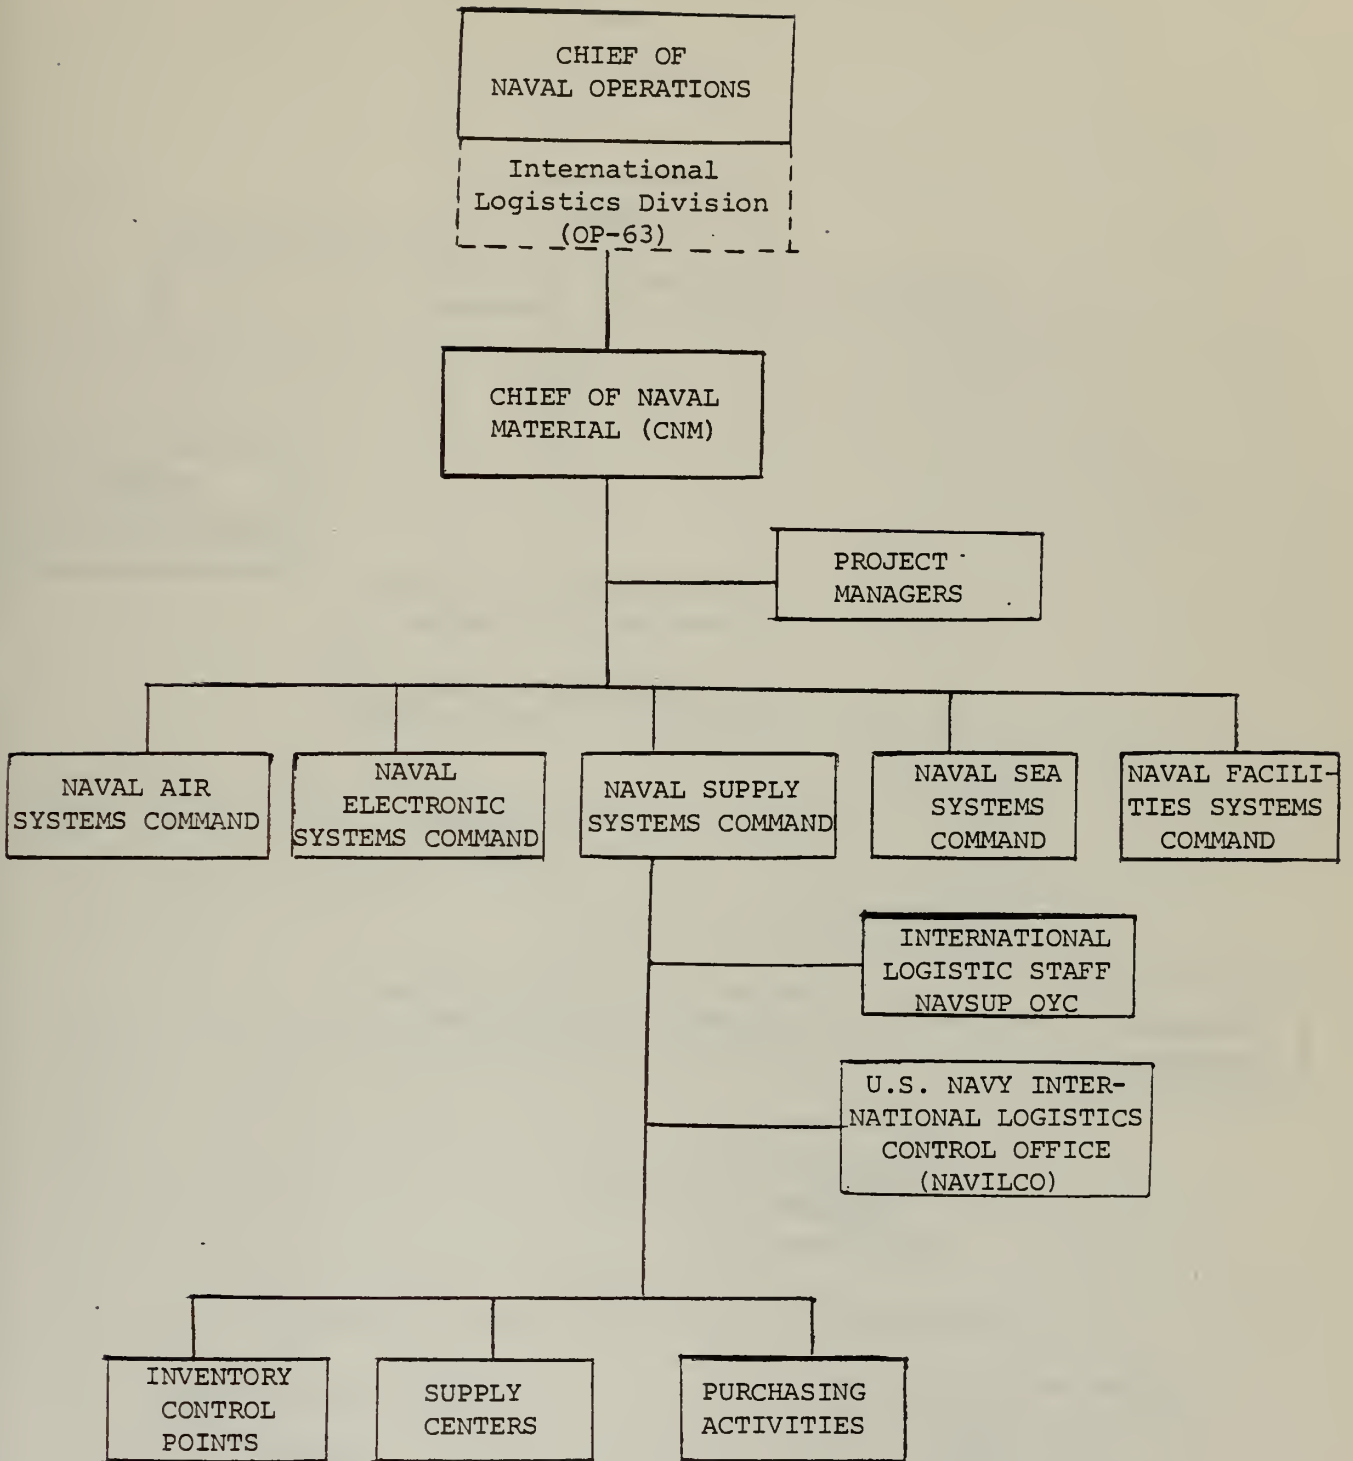 CHIEF OF
NAVAL OPERATIONS
International
Logistics Division
(OP-63)
CHIEF OF NAVAL
MATERIAL (CNM)
PROJECT
MANAGERS
NAVAL AIR
SYSTEMS COMMAND
NAVAL
ELECTRONIC
SYSTEMS COMMAND
NAVAL SUPPLY
SYSTEMS COMMAND
NAVAL SEA
SYSTEMS
COMMAND
NAVAL FACILI-
TIES SYSTEMS
COMMAND
INTERNATIONAL
LOGISTIC STAFF
NAVSUP OYC
U.S. NAVY INTER-
NATIONAL LOGISTICS
CONTROL OFFICE
(NAVILCO)
INVENTORY
CONTROL
POINTS
SUPPLY
CENTERS
PURCHASING
ACTIVITIES